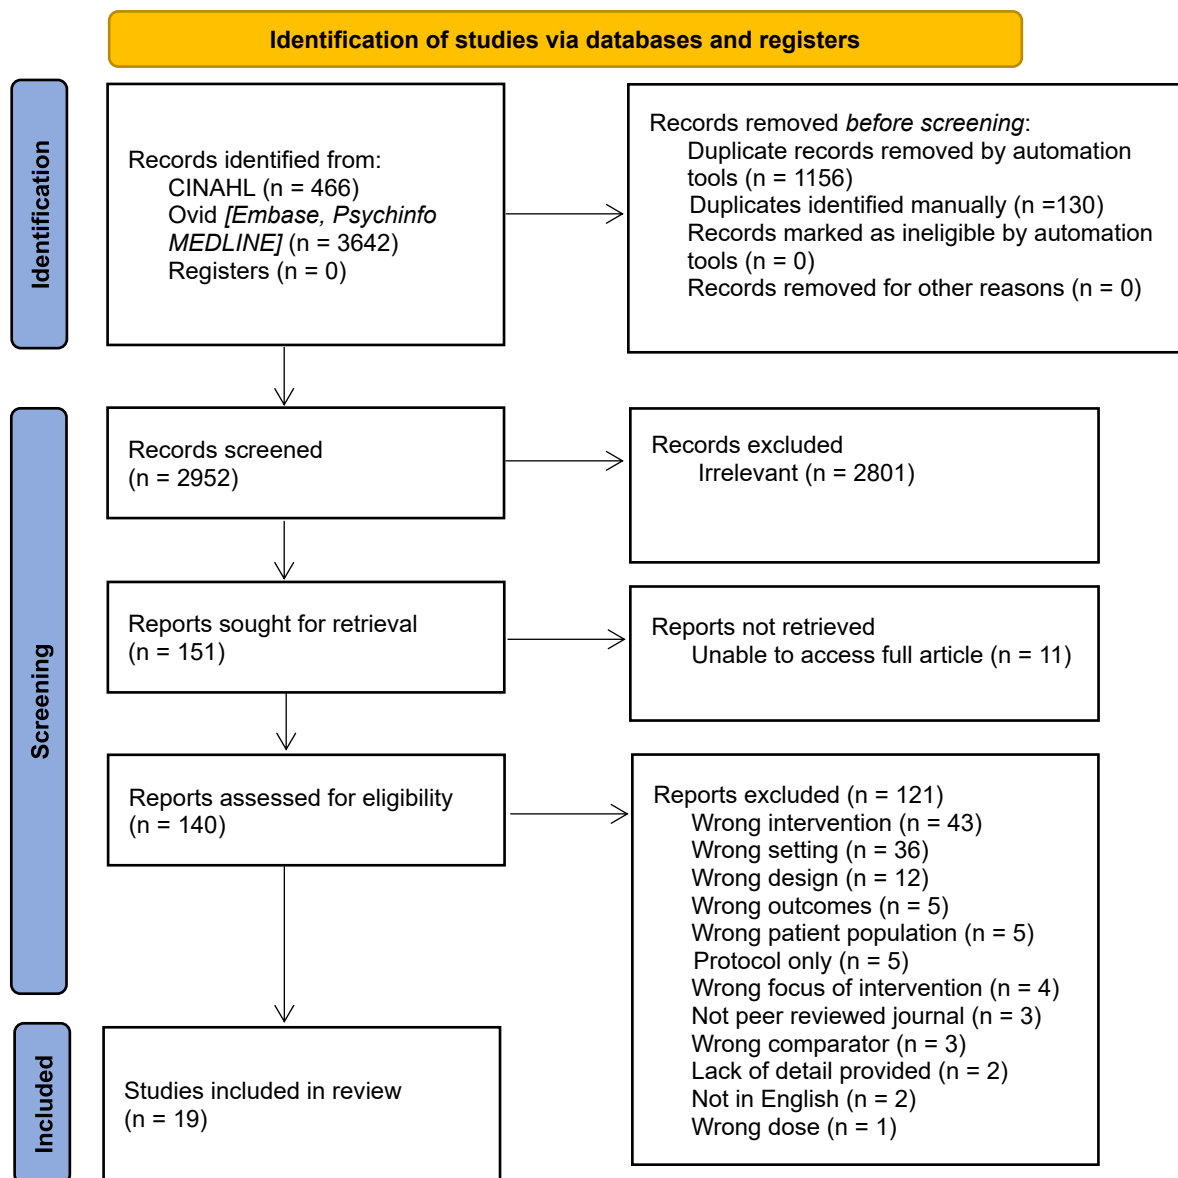 Identification of studies via databases and registers
Identification
Records identified from:
CINAHL (n = 466)
Ovid [Embase, Psychinfo
MEDLINE] (n = 3642)
Registers (n = 0)
Records removed before screening:
Duplicate records removed by automation
tools (n = 1156)
Duplicates identified manually (n =130)
Records marked as ineligible by automation
tools (n = 0)
Records removed for other reasons (n = 0)
Screening
Records screened
(n = 2952)
Records excluded
Irrelevant (n = 2801)
Reports sought for retrieval
(n = 151)
Reports not retrieved
Unable to access full article (n = 11)
Reports assessed for eligibility
(n = 140)
Reports excluded (n = 121)
Wrong intervention (n = 43)
Wrong setting (n = 36)
Wrong design (n = 12)
Wrong outcomes (n = 5)
Wrong patient population (n = 5)
Protocol only (n = 5)
Wrong focus of intervention (n = 4)
Not peer reviewed journal (n = 3)
Wrong comparator (n = 3)
Lack of detail provided (n = 2)
Not in English (n = 2)
Wrong dose (n = 1)
Included
Studies included in review
(n = 19)